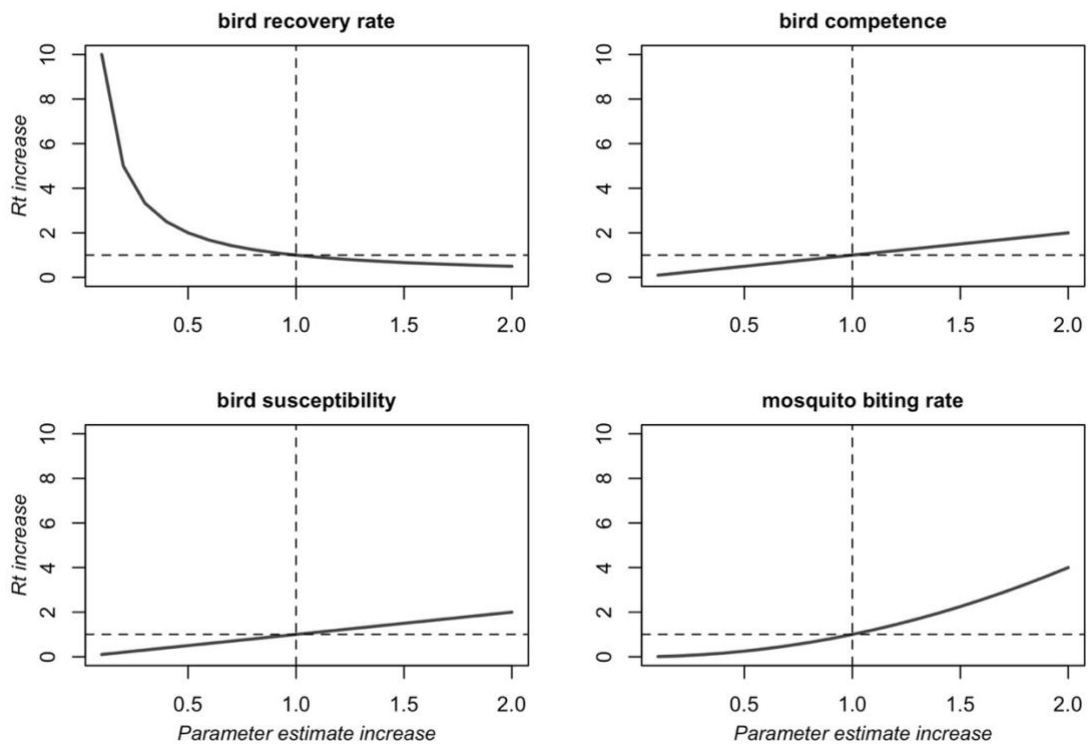 bird recovery rate
Rt increase
10
8
6
4
2
0
0.5 1.0 1.5 2.0
bird competence
10
8
6
4
2
0
0.5 1.0 1.5 2.0
bird susceptibility
Rt increase
10
8
6
4
2
0
0.5 1.0 1.5 2.0
Parameter estimate increase
mosquito biting rate
10
8
6
4
2
0
0.5 1.0 1.5 2.0
Parameter estimate increase